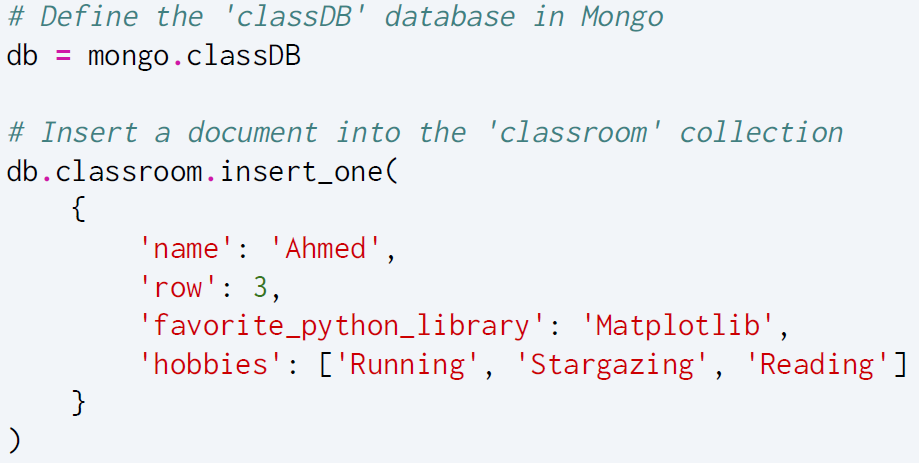 # Define the 'classDB' database in Mongo
db = mongo.classDB

# Insert a document into the 'classroom' collection
db.classroom.insert_one(
    {
        'name': 'Ahmed',
        'row': 3,
        'favorite_python_library': 'Matplotlib',
        'hobbies': ['Running', 'Stargazing', 'Reading']
    }
)